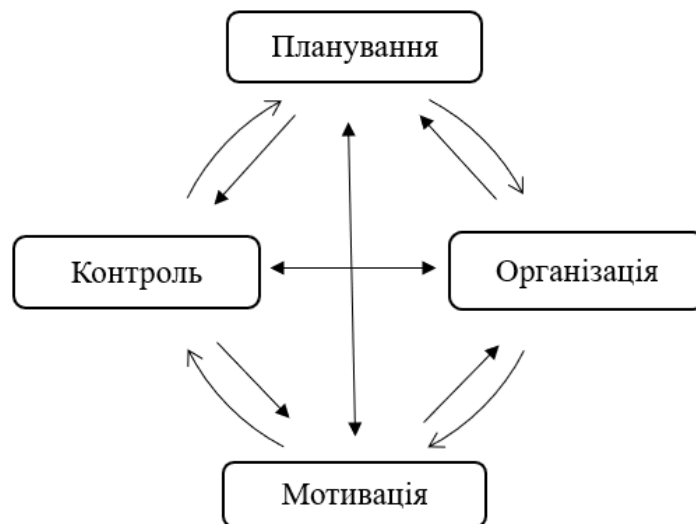 Планування
Контроль
Організація
Мотивація